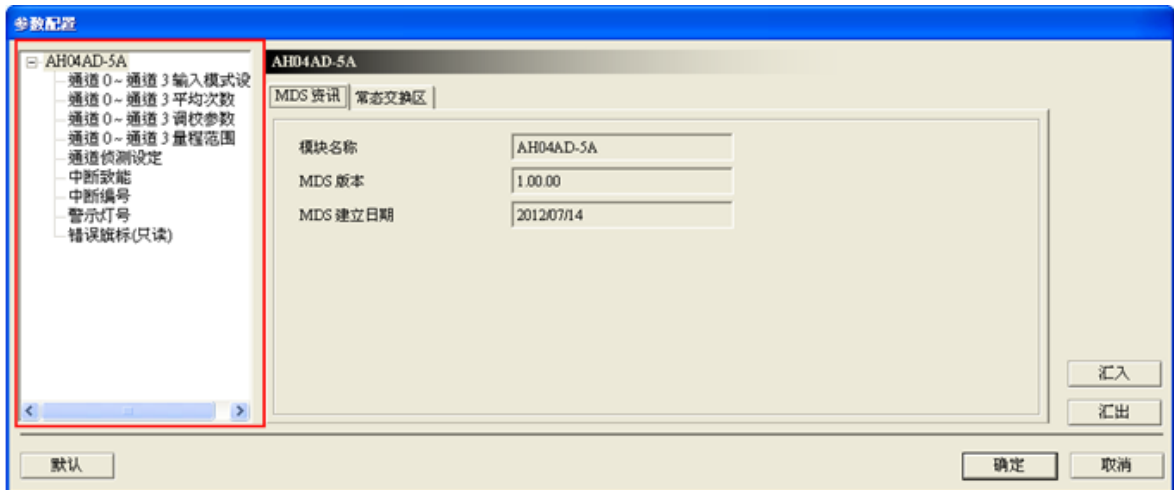 参数配置
AH04AD-5A
通道 0 ~ 通道 3 输入模式设
通道 0 ~ 通道 3 平均次数
通道 0 ~ 通道 3 调校参数
通道 0 ~ 通道 3 量程范围
通道侦测设定
中断致能
中断编号
警示灯号
错误旗标(只读)
AH04AD-5A
MDS 资讯 常态交换区
模块名称 AH04AD-5A
MDS 版本 1.00.00
MDS 建立日期 2012/07/14
汇入
汇出
默认 确定 取消